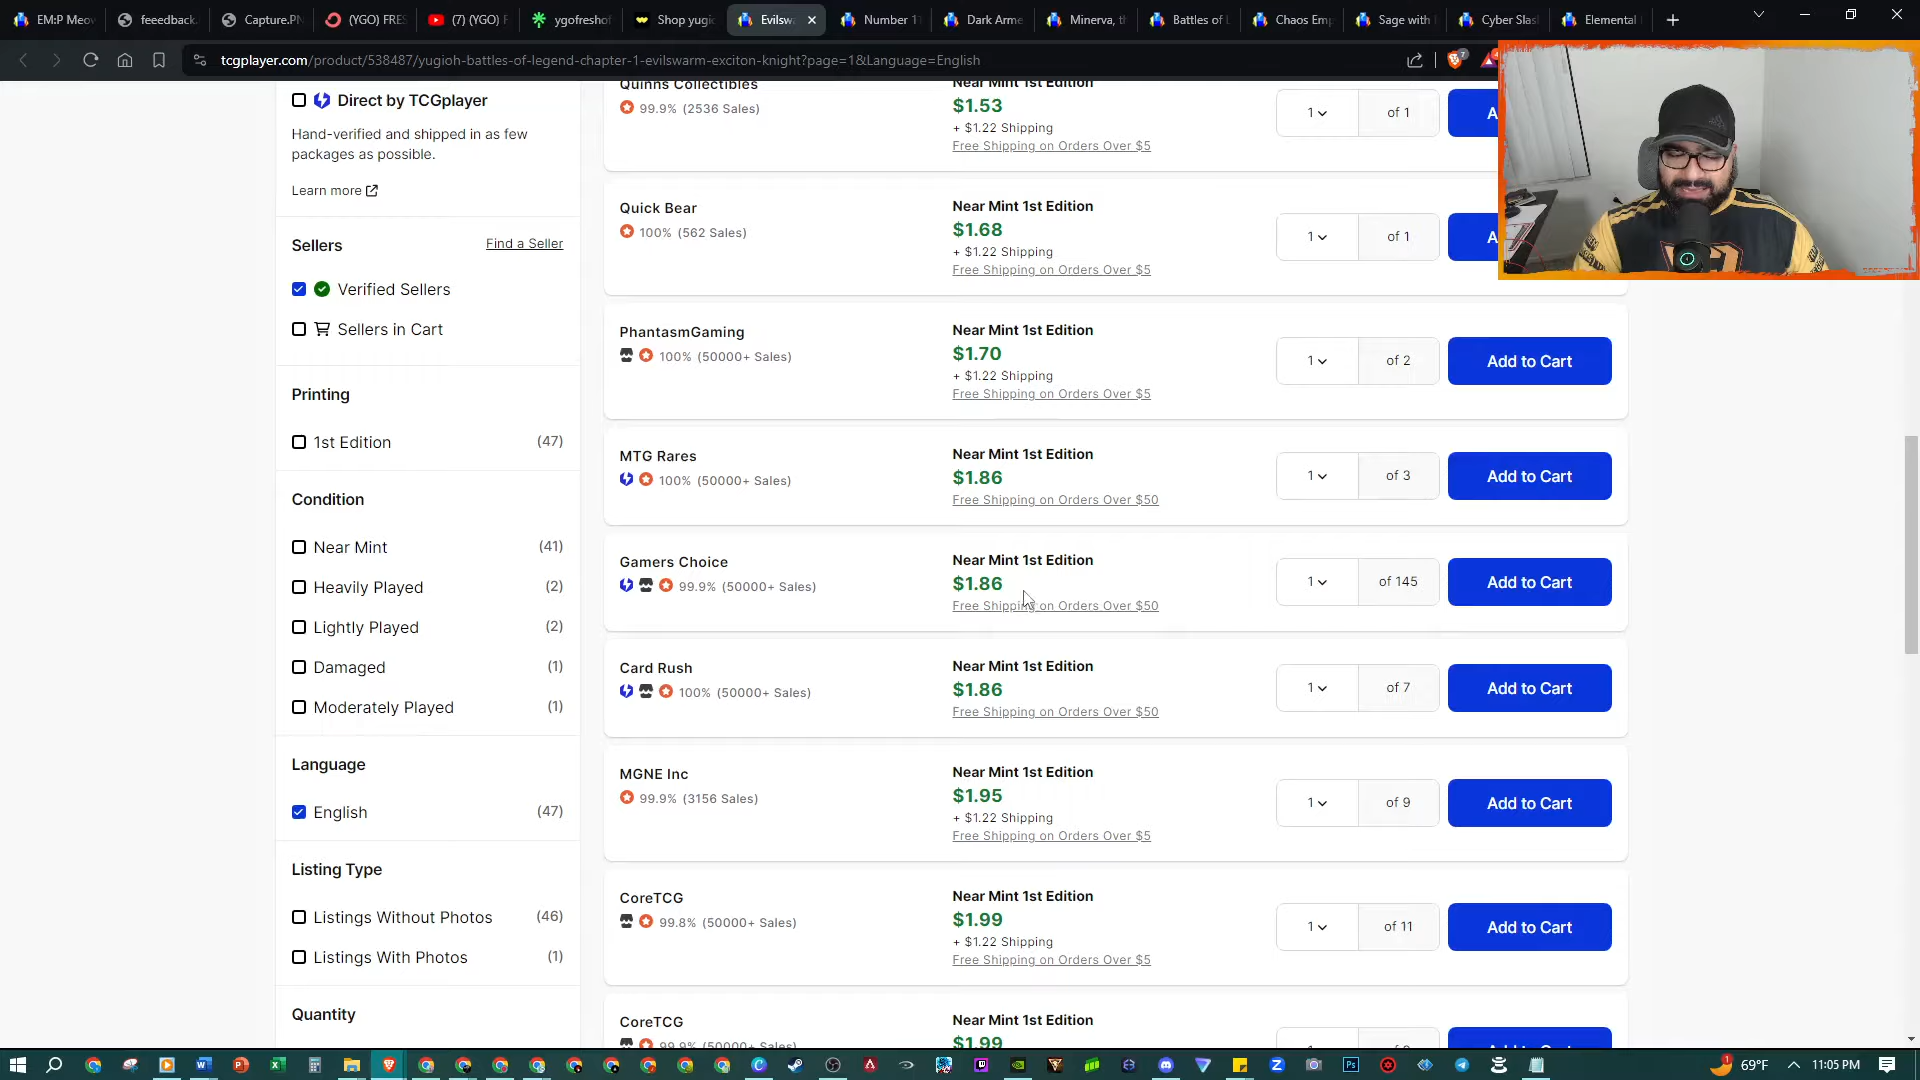 EM:P Meow
feeedback.
Capture.PN
(YGO) FRES
(7) (YGO) F
ygofreshof
Shop yugio
Evilswa
Number 1
Dark Arme
Minerva, th
Battles of L
Chaos Emp
Sage with
Cyber Slas
Elemental
tcgplayer.com/product/538487/yugioh-battles-of-legend-chapter-1-evilswarm-exciton-knight?page=1&Language=English
Direct by TCGplayer
Hand-verified and shipped in as few
packages as possible.
Learn more
Sellers
Find a Seller
Verified Sellers
Sellers in Cart
Printing
1st Edition (47)
Condition
Near Mint (41)
Heavily Played (2)
Lightly Played (2)
Damaged (1)
Moderately Played (1)
Language
English (47)
Listing Type
Listings Without Photos (46)
Listings With Photos (1)
Quantity
Quinns Collectibles
99.9% (2536 Sales)
Near Mint 1st Edition
$1.53
+ $1.22 Shipping
Free Shipping on Orders Over $5
1 of 1
A
Quick Bear
100% (562 Sales)
Near Mint 1st Edition
$1.68
+ $1.22 Shipping
Free Shipping on Orders Over $5
1 of 1
A
PhantasmGaming
100% (50000+ Sales)
Near Mint 1st Edition
$1.70
+ $1.22 Shipping
Free Shipping on Orders Over $5
1 of 2
Add to Cart
MTG Rares
100% (50000+ Sales)
Near Mint 1st Edition
$1.86
Free Shipping on Orders Over $50
1 of 3
Add to Cart
Gamers Choice
99.9% (50000+ Sales)
Near Mint 1st Edition
$1.86
Free Shipping on Orders Over $50
1 of 145
Add to Cart
Card Rush
100% (50000+ Sales)
Near Mint 1st Edition
$1.86
Free Shipping on Orders Over $50
1 of 7
Add to Cart
MGNE Inc
99.9% (3156 Sales)
Near Mint 1st Edition
$1.95
+ $1.22 Shipping
Free Shipping on Orders Over $5
1 of 9
Add to Cart
CoreTCG
99.8% (50000+ Sales)
Near Mint 1st Edition
$1.99
+ $1.22 Shipping
Free Shipping on Orders Over $5
1 of 11
Add to Cart
CoreTCG
99.9% (50000+ Sales)
Near Mint 1st Edition
$1.99
69°F
11:05 PM